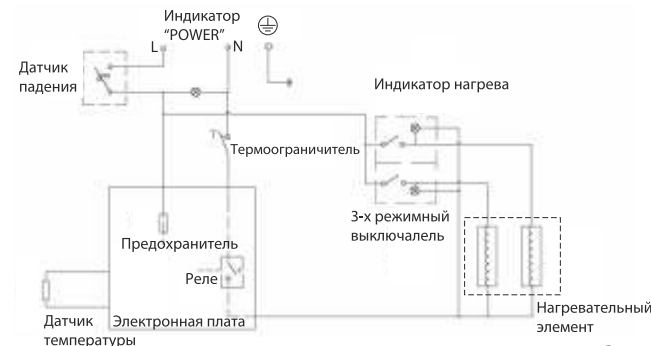 Индикатор
“POWER”
L
N
Датчик
падения
Индикатор нагрева
T
Термоограничитель
3-х режимный
выключалель
Предохранитель
Реле
Электронная плата
Датчик
температуры
Нагревательный
элемент